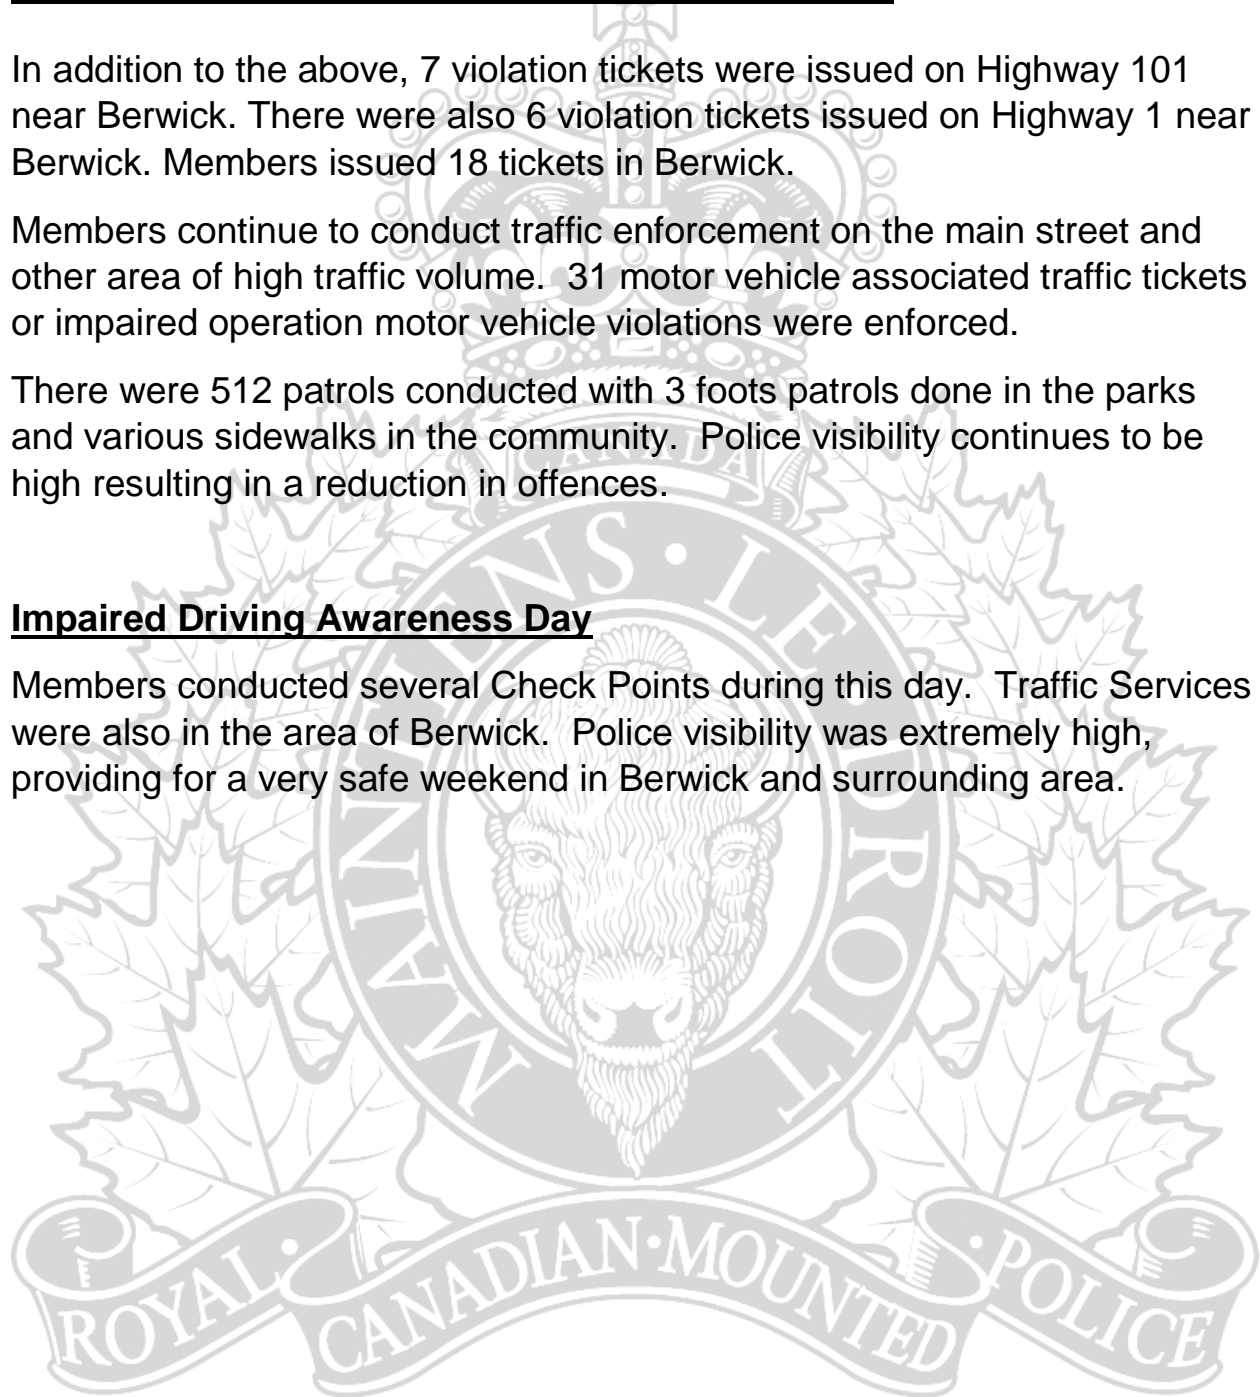 In addition to the above, 7 violation tickets were issued on Highway 101
near Berwick. There were also 6 violation tickets issued on Highway 1 near
Berwick. Members issued 18 tickets in Berwick.
Members continue to conduct traffic enforcement on the main street and
other area of high traffic volume.  31 motor vehicle associated traffic tickets
or impaired operation motor vehicle violations were enforced.
There were 512 patrols conducted with 3 foots patrols done in the parks
and various sidewalks in the community.  Police visibility continues to be
high resulting in a reduction in offences.
Impaired Driving Awareness Day
Members conducted several Check Points during this day.  Traffic Services
were also in the area of Berwick.  Police visibility was extremely high,
providing for a very safe weekend in Berwick and surrounding area.
CANADA
MAINTIENS · LE · DROIT
ROYAL · CANADIAN · MOUNTED · POLICE